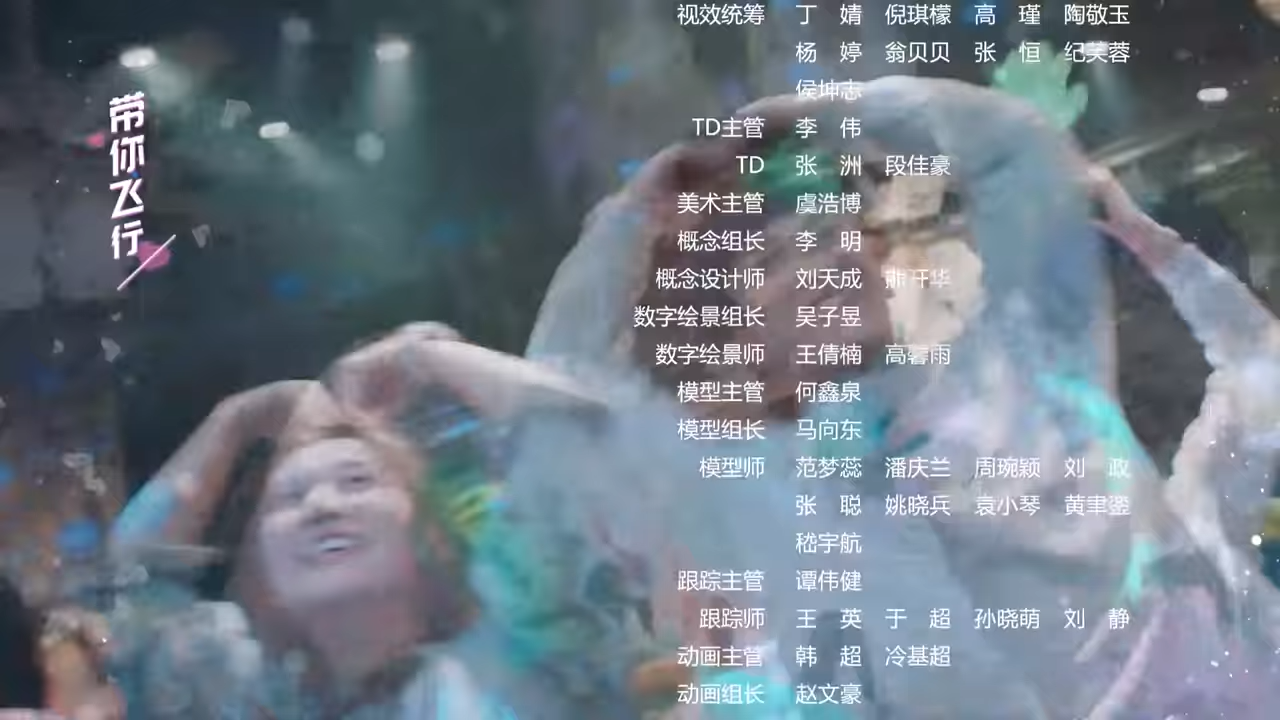 带你飞行
视效统筹 丁 婧 倪琪檬 高 瑾 陶敬玉
杨 婷 翁贝贝 张 恒 纪芙蓉
侯坤志
TD主管 李 伟
TD 张 洲 段佳豪
美术主管 虞浩博
概念组长 李 明
概念设计师 刘天成
数字绘景组长 吴子昱
数字绘景师 王倩楠 高馨雨
模型主管 何鑫泉
模型组长 马向东
模型师 范梦蕊 潘庆兰 周琬颖 刘 政
张 聪 姚晓兵 袁小琴
嵇宇航
跟踪主管 谭伟健
跟踪师 王 英 于 超 孙晓萌 刘 静
动画主管 韩 超 冷基超
动画组长 赵文豪